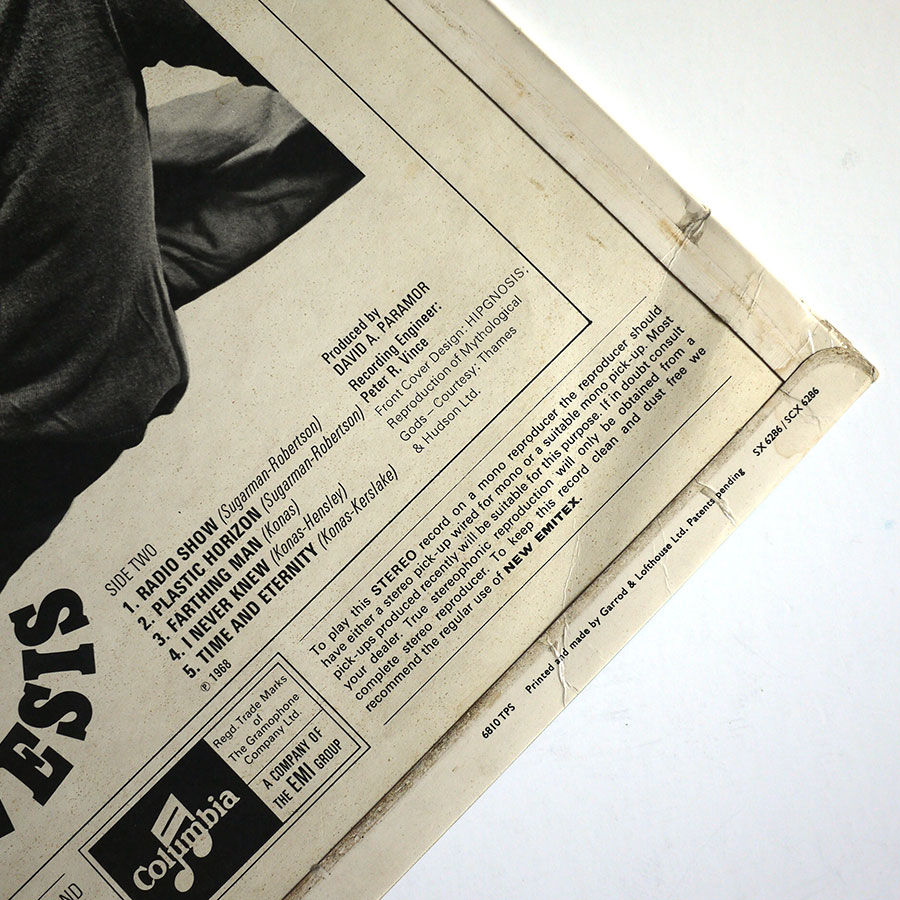 Produced by
DAVID A. PARAMOR
Recording Engineer:
Peter R. Vince
Front Cover Design: HIPGNOSIS:
Reproduction of Mythological
Gods – Courtesy: Thames
& Hudson Ltd.
SIDE TWO
1. RADIO SHOW (Sugarman-Robertson)
2. PLASTIC HORIZON (Sugarman-Robertson)
3. FARTHING MAN (Konas)
4. I NEVER KNEW (Konas-Hensley)
5. TIME AND ETERNITY (Konas-Kerslake)
℗ 1968
To play this STEREO record on a mono reproducer the reproducer should
have either a stereo pick-up wired for mono or a suitable mono pick-up. Most
pick-ups produced recently will be suitable for this purpose. If in doubt consult
your dealer. True stereophonic reproduction will only be obtained from a
complete stereo reproducer. To keep this record clean and dust free we
recommend the regular use of NEW EMITEX.
ESIS
Columbia
Regd. Trade Marks
of
The Gramophone
Company Ltd.
A COMPANY OF
THE EMI GROUP
AND
6810 TPS
Printed and made by Garrod & Lofthouse Ltd. Patents pending
SX 6286 / SCX 6286